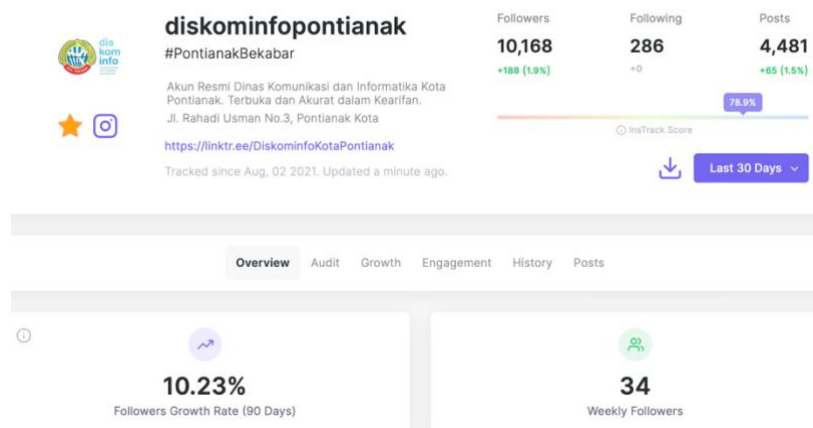 dis
kom
info
diskominfopontianak
#PontianakBekabar
Akun Resmi Dinas Komunikasi dan Informatika Kota
Pontianak. Terbuka dan Akurat dalam Kearifan.
Jl. Rahadi Usman No.3, Pontianak Kota
https://linktr.ee/DiskominfoKotaPontianak
Tracked since Aug, 02 2021. Updated a minute ago.
Followers Following Posts
10,168 286 4,481
+188 (1.9%) +0 +65 (1.5%)
78.9%
InsTrack Score
Last 30 Days
Overview Audit Growth Engagement History Posts
10.23%
Followers Growth Rate (90 Days)
34
Weekly Followers